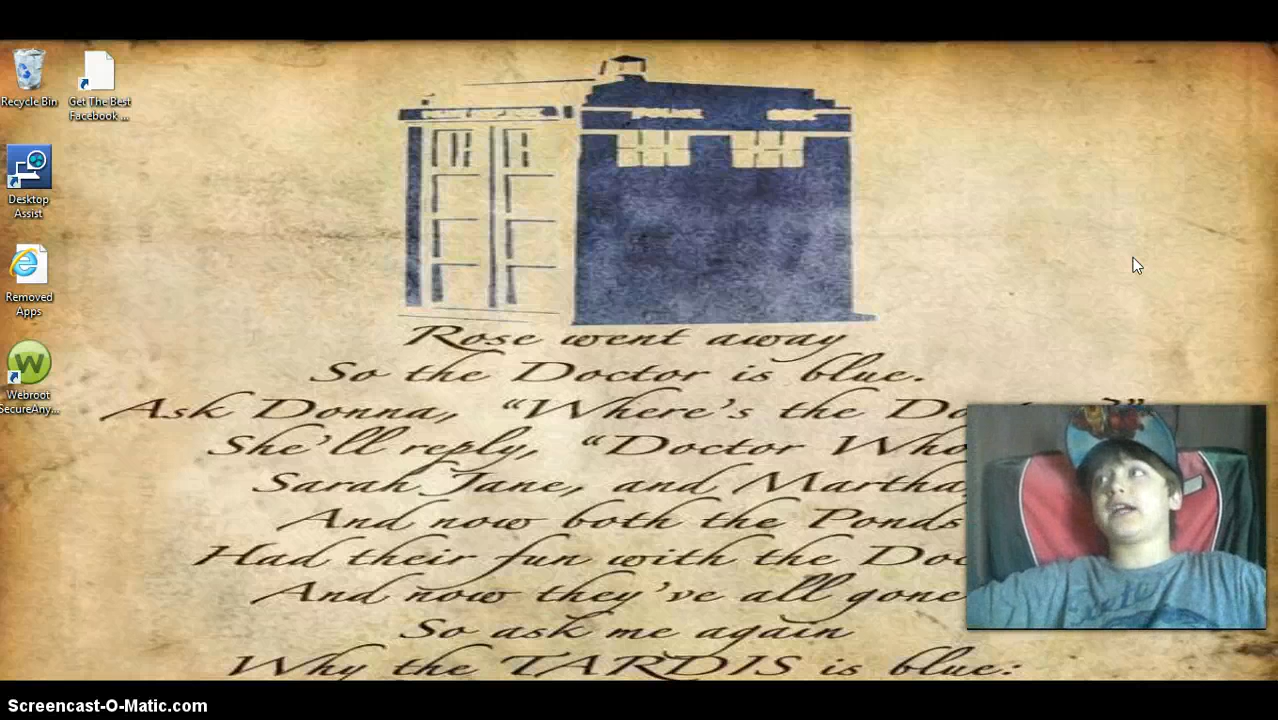 Recycle Bin
Get The Best
Facebook ...
Desktop
Assist
Removed
Apps
Webroot
SecureAny...
Rose went away
So the Doctor is blue.
Ask Donna, “Where's the
She'll reply, “Doctor
Sarah Jane, and Martha,
And now both the Ponds
Had their fun with the
And now they've all gone
So ask me again
Why the TARDIS is blue:
Screencast-O-Matic.com